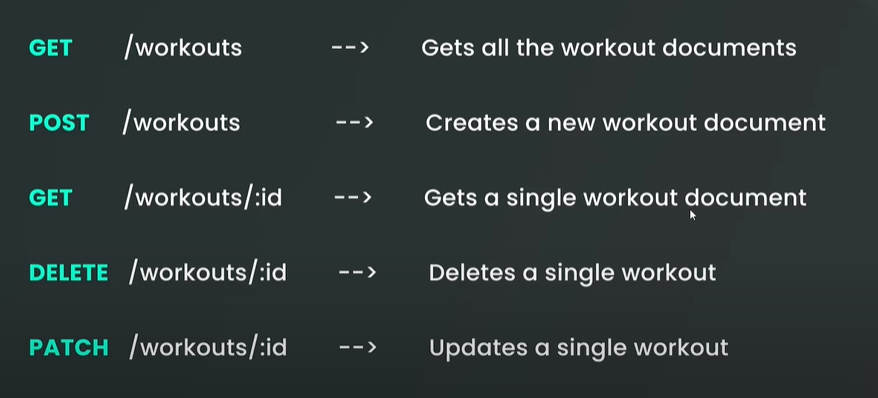 GET /workouts --> Gets all the workout documents
POST /workouts --> Creates a new workout document
GET /workouts/:id --> Gets a single workout document
DELETE /workouts/:id --> Deletes a single workout
PATCH /workouts/:id --> Updates a single workout